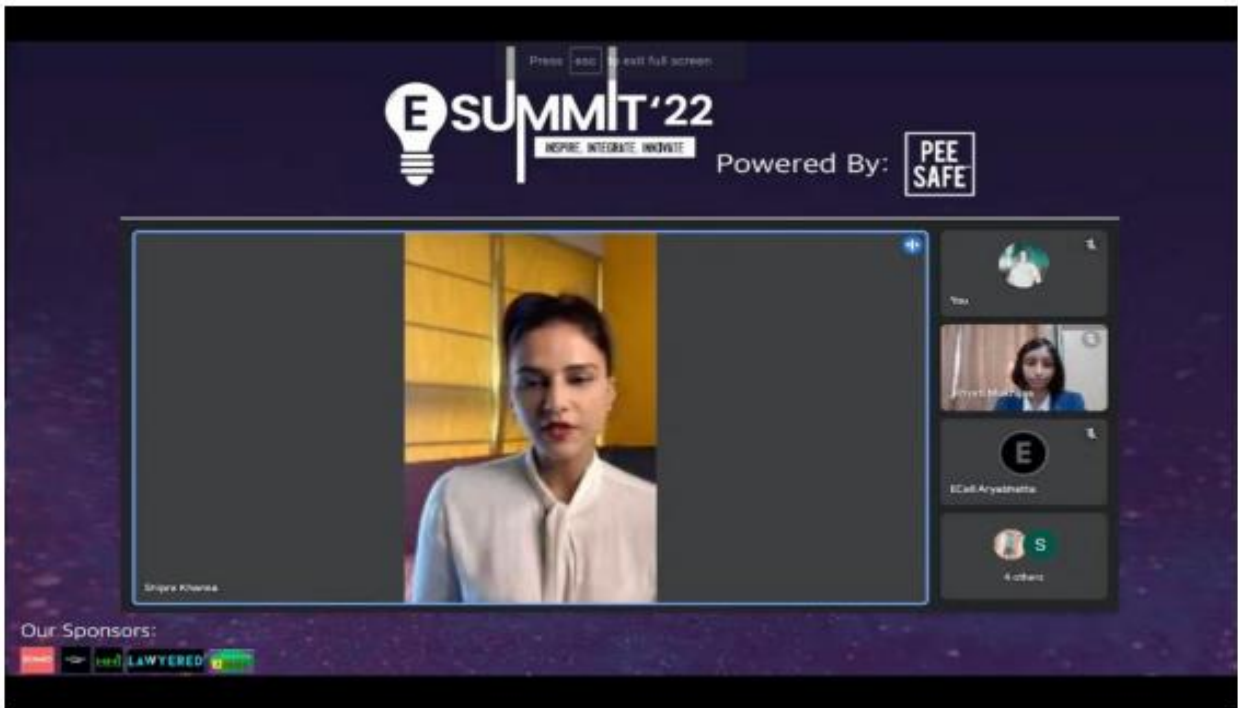 Press esc to exit full screen
E SUMMIT‘22
INSPIRE, INTEGRATE, INNOVATE
Powered By:
PEE
SAFE
You
ECell Aryabhatta
S
E
4 others
Shipra Khanna
Our Sponsors:
LAWYERED